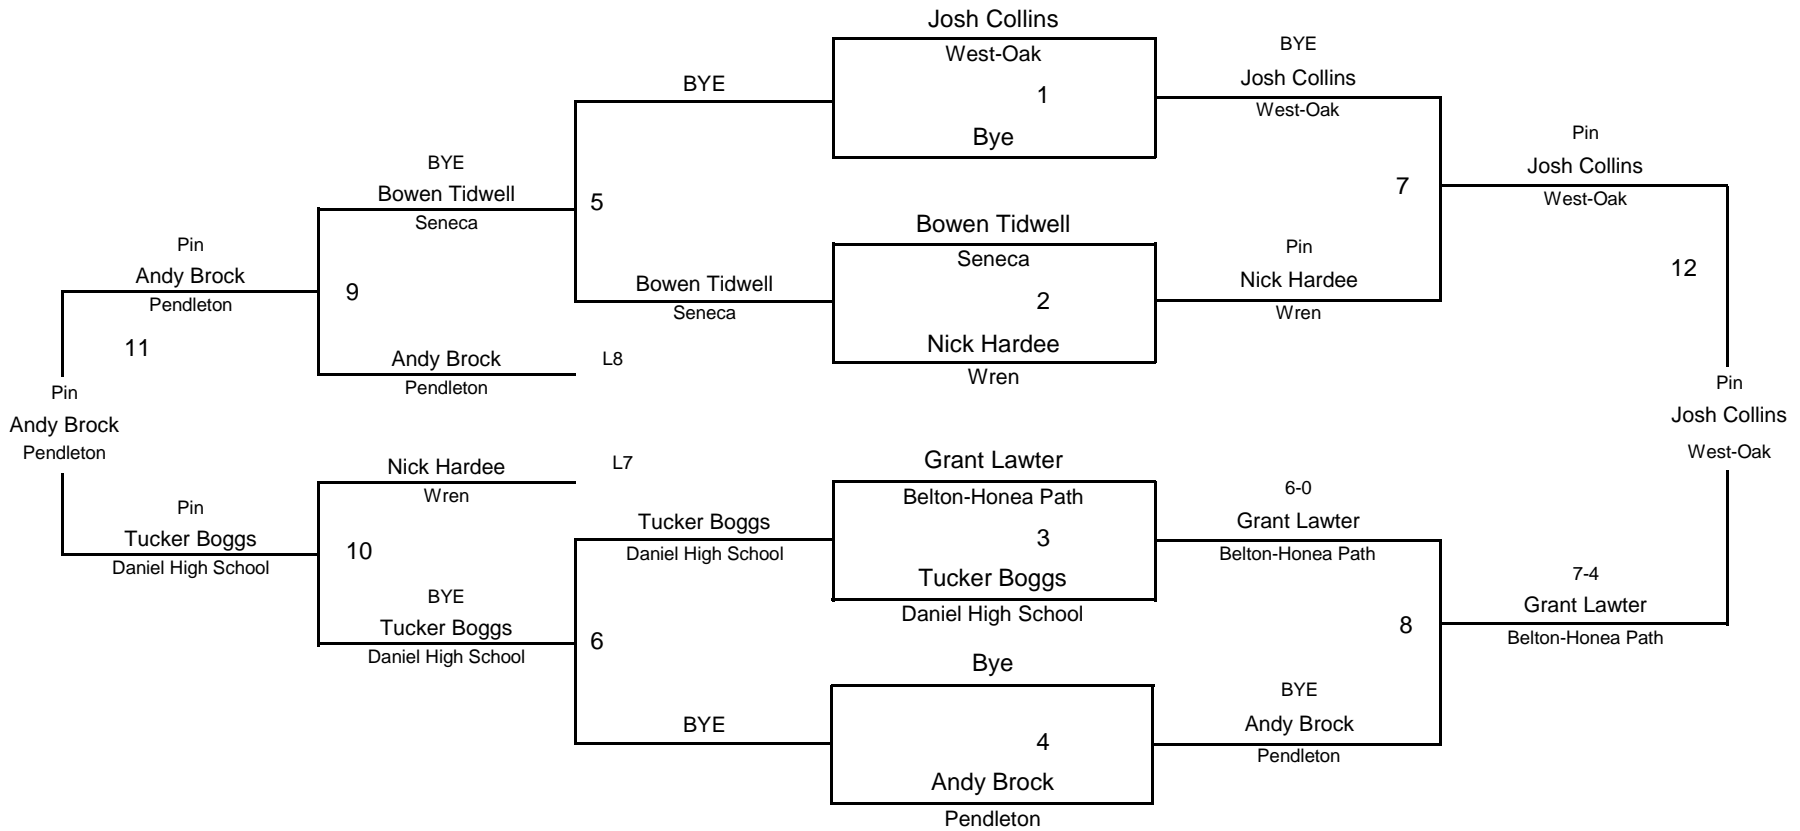 Josh Collins
West-Oak
1
Bye
BYE
Josh Collins
West-Oak
BYE
Pin
Josh Collins
West-Oak
7
BYE
Bowen Tidwell
Seneca
5
Bowen Tidwell
Seneca
2
Nick Hardee
Wren
Pin
Nick Hardee
Wren
12
Pin
Andy Brock
Pendleton
9
Bowen Tidwell
Seneca
11
Andy Brock
Pendleton
L8
Pin
Andy Brock
Pendleton
Pin
Josh Collins
West-Oak
Nick Hardee
Wren
L7
Grant Lawter
Belton-Honea Path
3
Tucker Boggs
Daniel High School
6-0
Grant Lawter
Belton-Honea Path
Pin
Tucker Boggs
Daniel High School
10
Tucker Boggs
Daniel High School
7-4
Grant Lawter
Belton-Honea Path
8
BYE
Tucker Boggs
Daniel High School
6
Bye
4
Andy Brock
Pendleton
BYE
BYE
Andy Brock
Pendleton